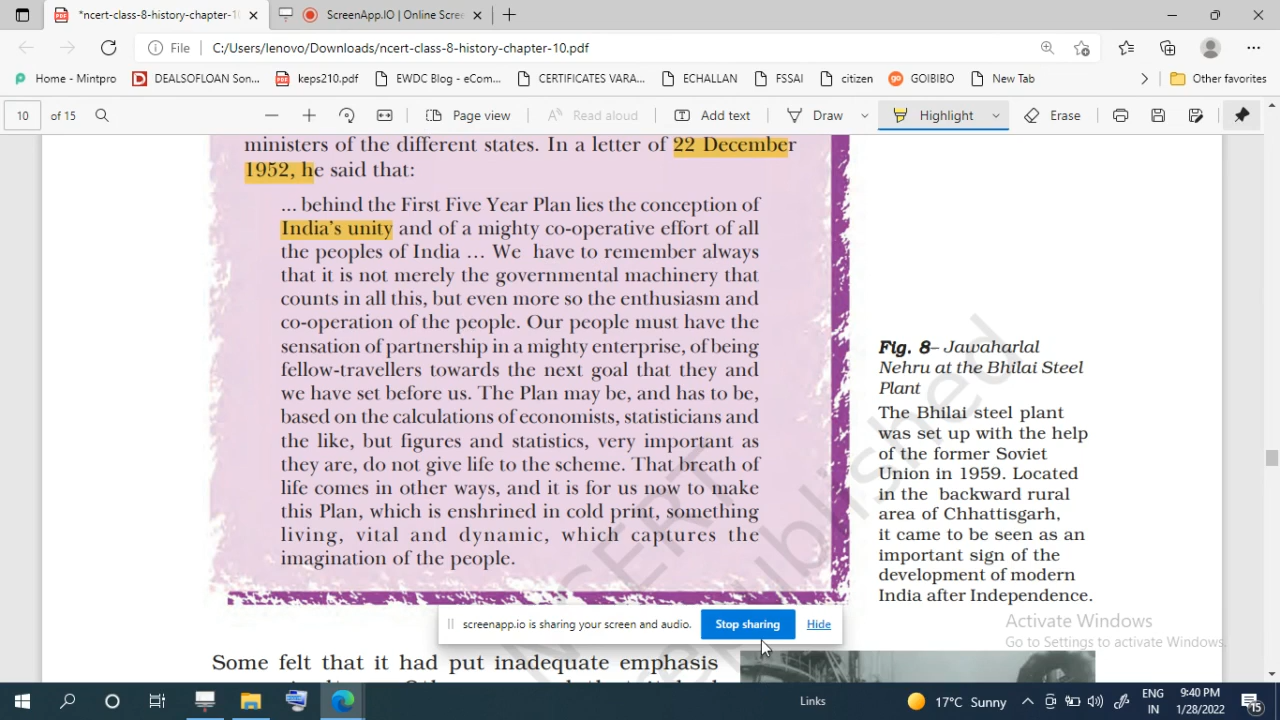 *ncert-class-8-history-chapter-10
ScreenApp.IO | Online Scree
File C:/Users/lenovo/Downloads/ncert-class-8-history-chapter-10.pdf
Home - Mintpro DEALSOFLOAN Son... keps210.pdf EWDC Blog - eCom... CERTIFICATES VARA... ECHALLAN FSSAI citizen GOIBIBO New Tab Other favorites
10 of 15 Page view Read aloud Add text Draw Highlight Erase
ministers of the different states. In a letter of 22 December
1952, he said that:
... behind the First Five Year Plan lies the conception of
India's unity and of a mighty co-operative effort of all
the peoples of India ... We have to remember always
that it is not merely the governmental machinery that
counts in all this, but even more so the enthusiasm and
co-operation of the people. Our people must have the
sensation of partnership in a mighty enterprise, of being
fellow-travellers towards the next goal that they and
we have set before us. The Plan may be, and has to be,
based on the calculations of economists, statisticians and
the like, but figures and statistics, very important as
they are, do not give life to the scheme. That breath of
life comes in other ways, and it is for us now to make
this Plan, which is enshrined in cold print, something
living, vital and dynamic, which captures the
imagination of the people.
Fig. 8– Jawaharlal
Nehru at the Bhilai Steel
Plant
The Bhilai steel plant
was set up with the help
of the former Soviet
Union in 1959. Located
in the backward rural
area of Chhattisgarh,
it came to be seen as an
important sign of the
development of modern
India after Independence.
screenapp.io is sharing your screen and audio. Stop sharing Hide
Activate Windows
Go to Settings to activate Windows.
Some felt that it had put inadequate emphasis
Links 17°C Sunny ENG IN 9:40 PM 1/28/2022 15